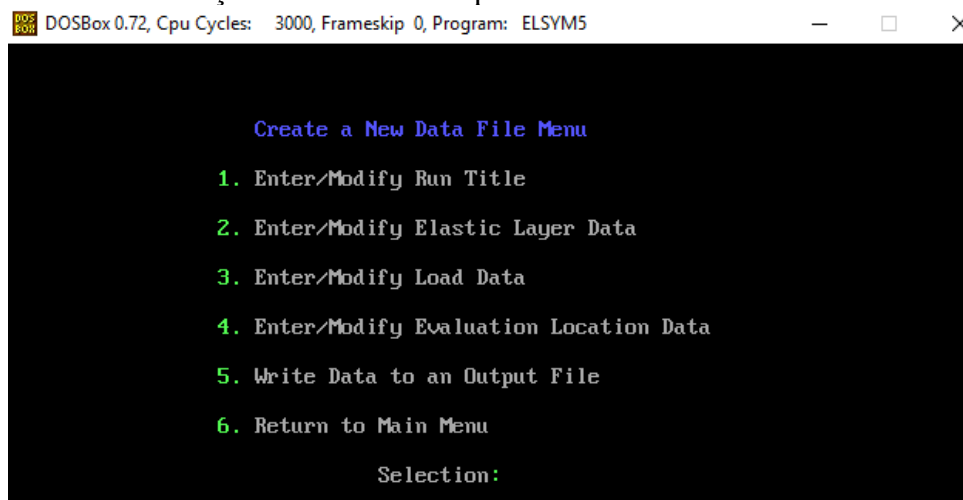 DOSBox 0.72, Cpu Cycles: 3000, Frameskip 0, Program: ELSYM5
Create a New Data File Menu
1. Enter/Modify Run Title
2. Enter/Modify Elastic Layer Data
3. Enter/Modify Load Data
4. Enter/Modify Evaluation Location Data
5. Write Data to an Output File
6. Return to Main Menu
Selection: